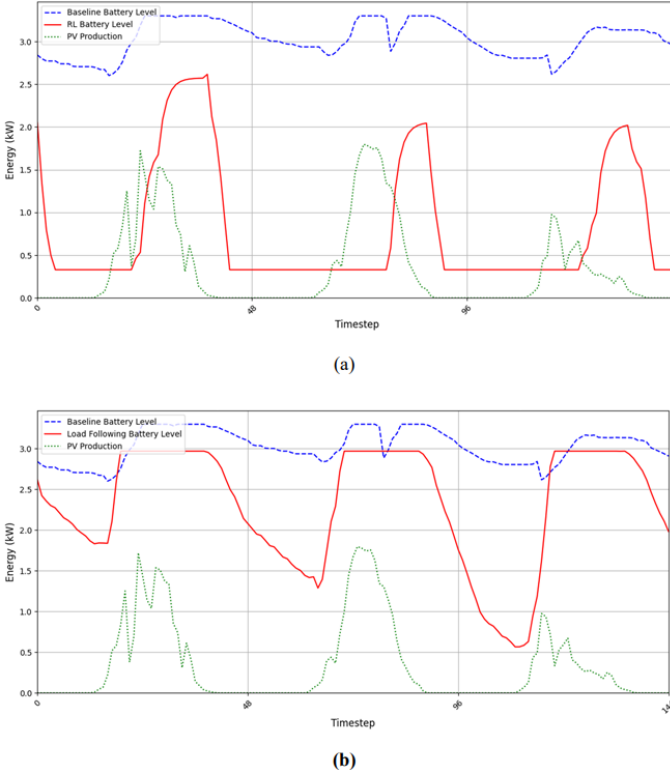 Baseline Battery Level
RL Battery Level
PV Production
3.0
2.5
2.0
1.5
1.0
0.5
0.0
Energy (kW)
0
48
96
Timestep
(a)
Baseline Battery Level
Load Following Battery Level
PV Production
3.0
2.5
2.0
1.5
1.0
0.5
0.0
Energy (kW)
0
48
96
14
Timestep
(b)